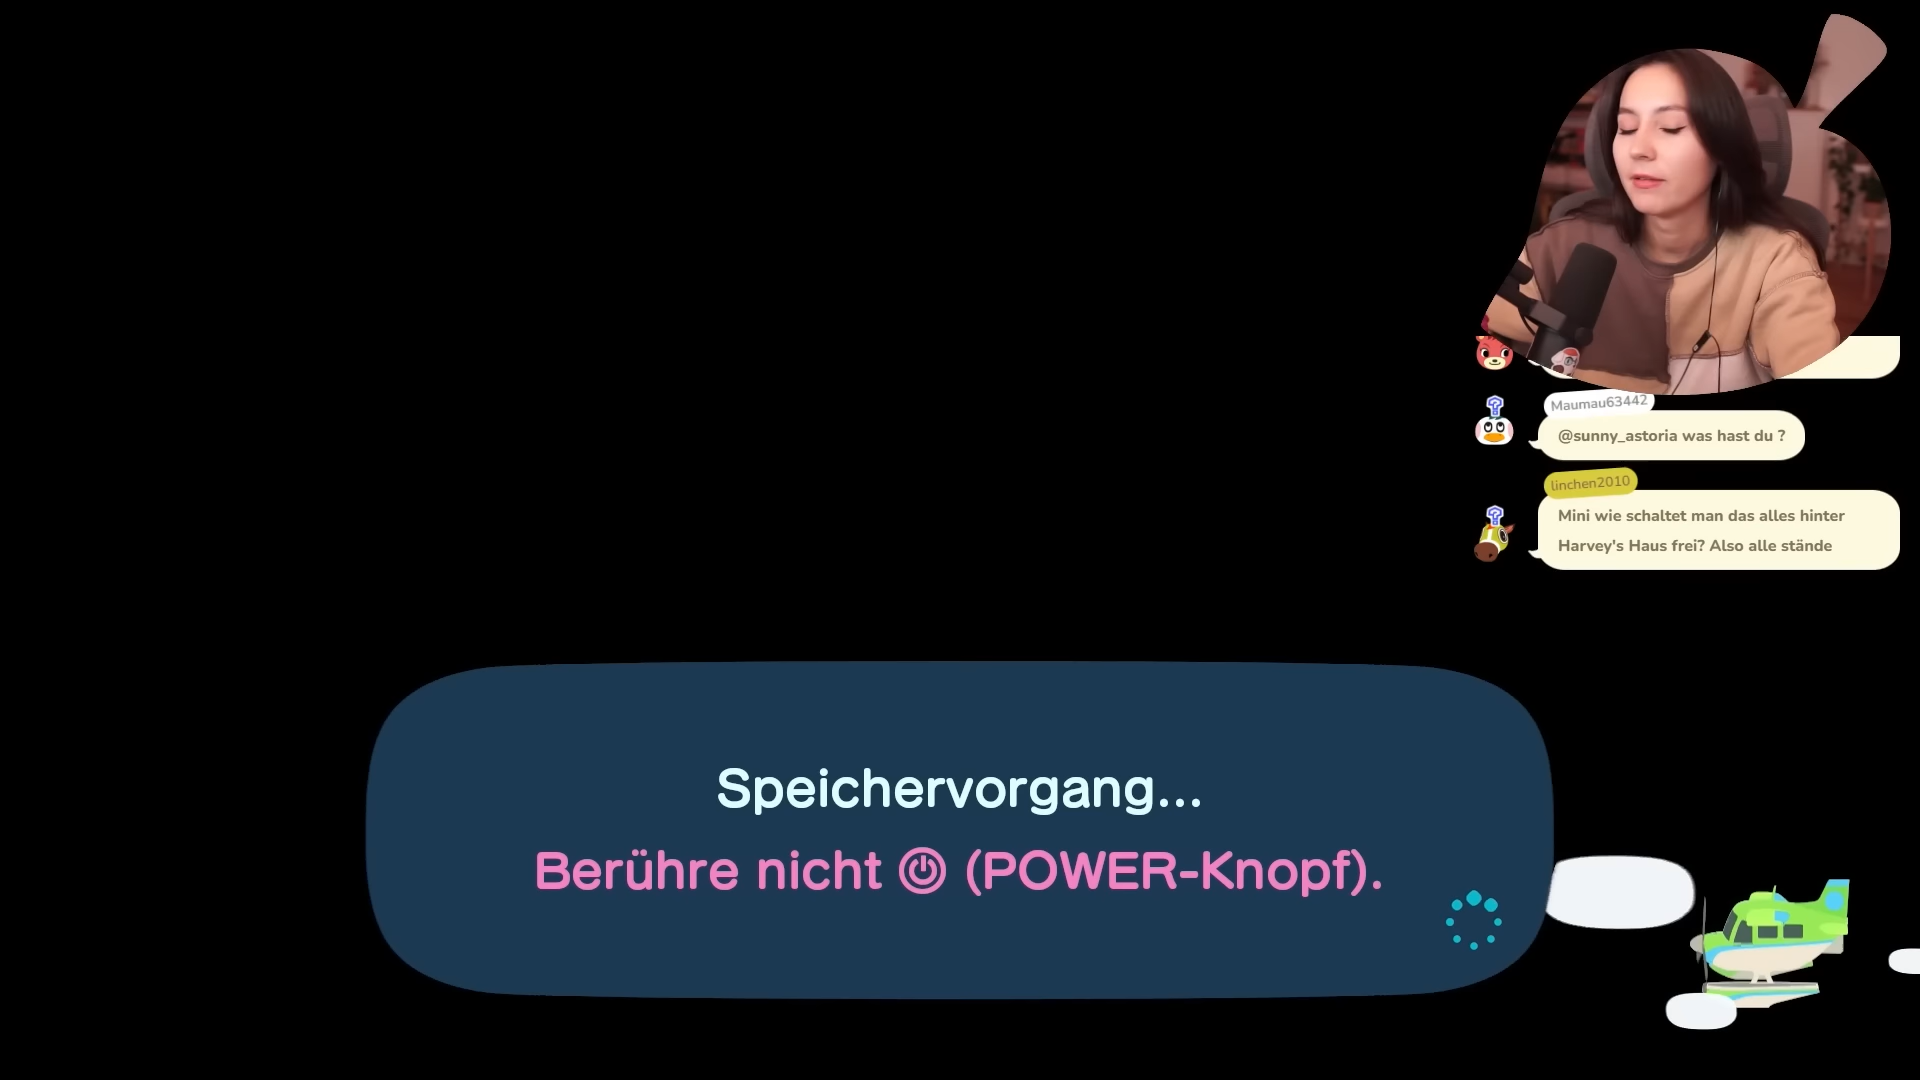 Maumau63442
@sunny_astoria was hast du ?
linchen2010
Mini wie schaltet man das alles hinter
Harvey's Haus frei? Also alle stände
Speichervorgang...
Berühre nicht (POWER-Knopf).